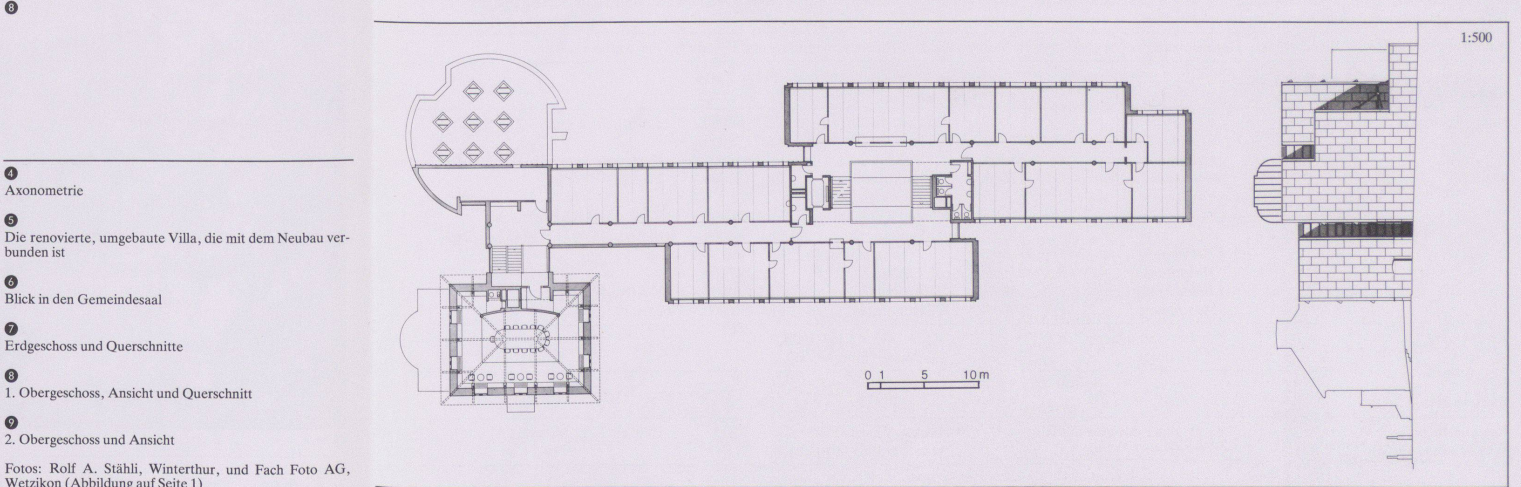 8
4
Axonometrie
5
Die renovierte, umgebaute Villa, die mit dem Neubau ver-
bunden ist
6
Blick in den Gemeindesaal
7
Erdgeschoss und Querschnitte
8
1. Obergeschoss, Ansicht und Querschnitt
9
2. Obergeschoss und Ansicht
Fotos: Rolf A. Stähli, Winterthur, und Fach Foto AG,
Wetzikon (Abbildung auf Seite 1)
1:500
0 1 5 10 m